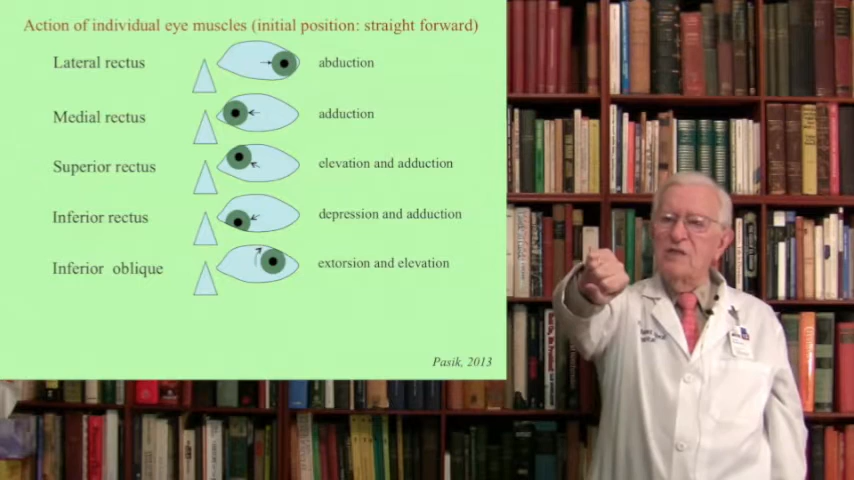 Action of individual eye muscles (initial position: straight forward)
Lateral rectus abduction
Medial rectus adduction
Superior rectus elevation and adduction
Inferior rectus depression and adduction
Inferior oblique extorsion and elevation
Pasik, 2013